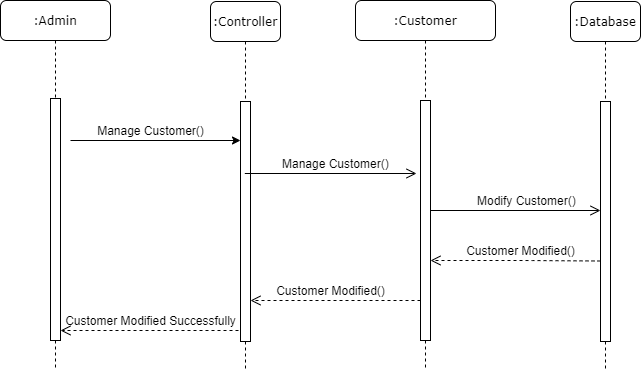 :Admin
:Controller
:Customer
:Database
Manage Customer()
Manage Customer()
Modify Customer()
Customer Modified()
Customer Modified()
Customer Modified Successfully